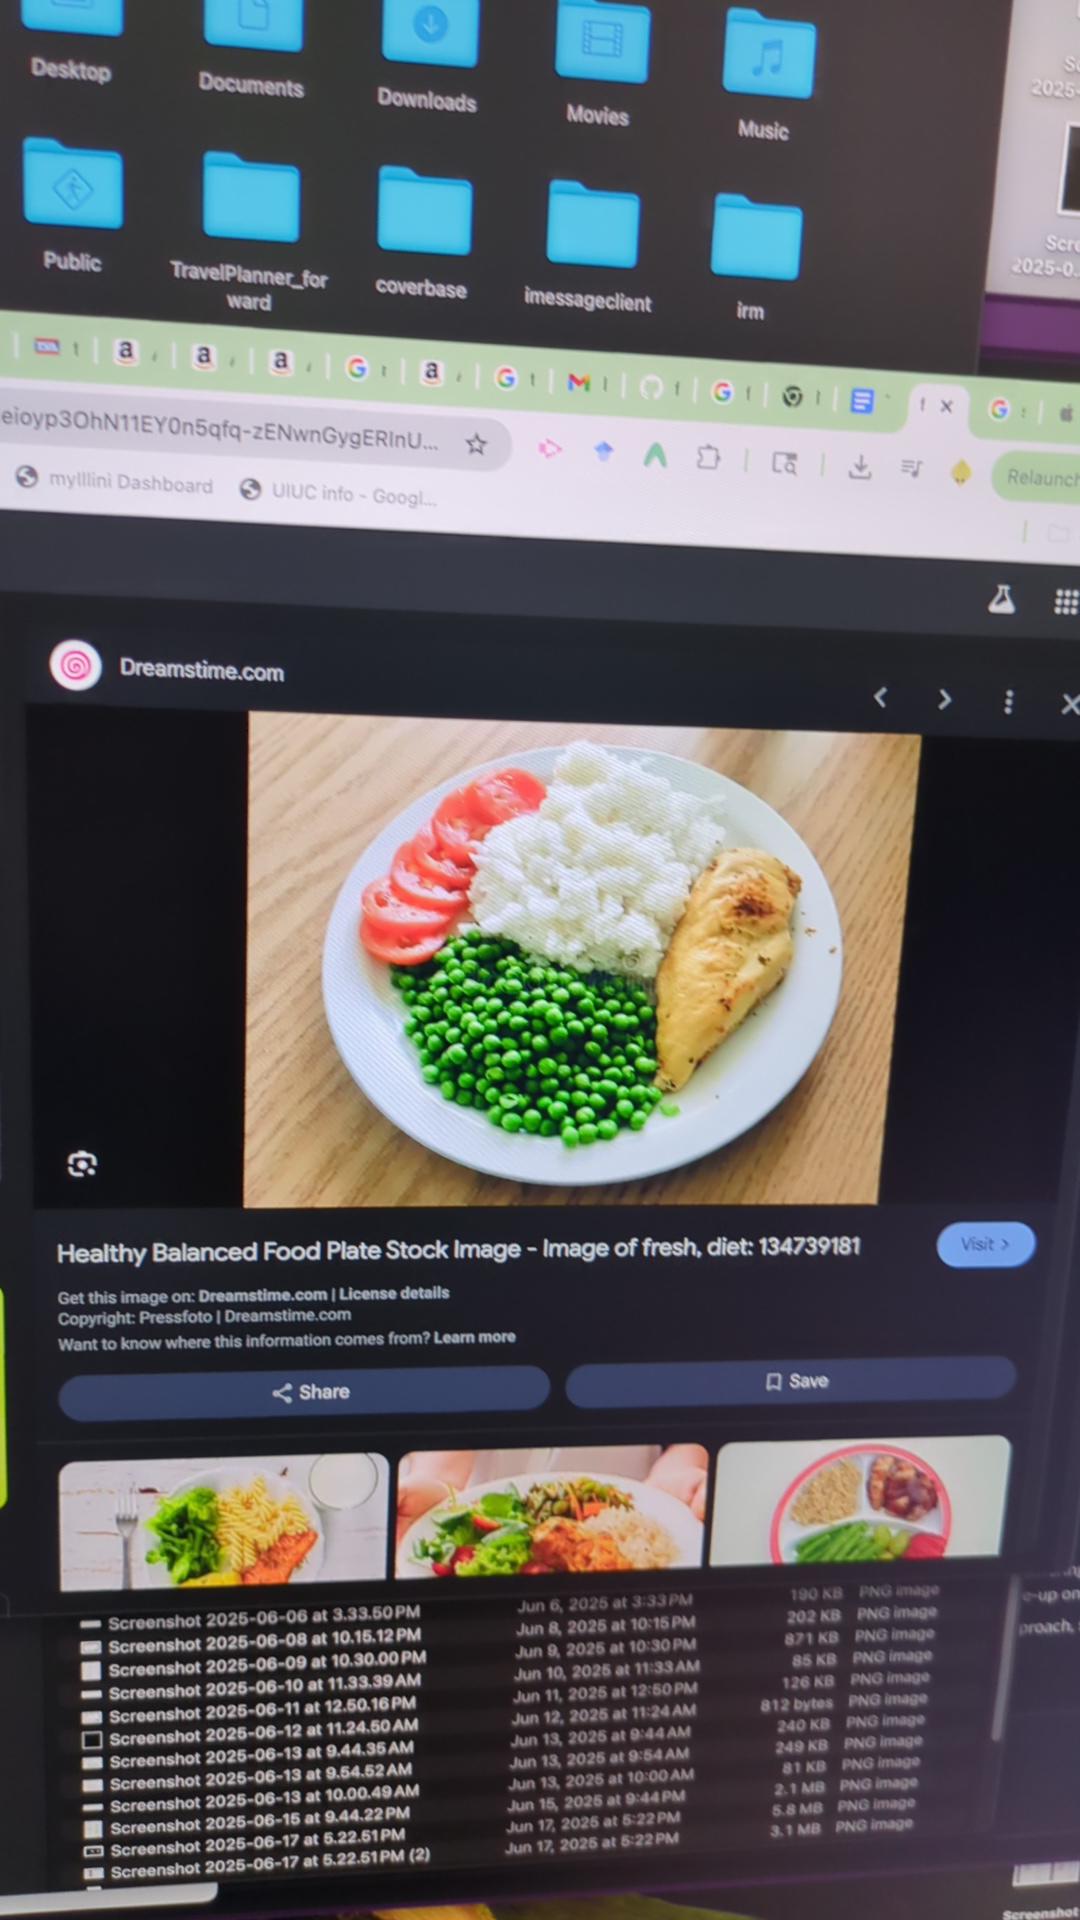 Desktop
Documents
Downloads
Movies
Music
2025-
Public
TravelPlanner_for
ward
coverbase
imessageclient
irm
Scre
2025-0...
eioyp3OhN11EY0n5qfq-zENwnGygERlnU...
Relaunch
myIllini Dashboard
UIUC info - Googl...
Dreamstime.com
Healthy Balanced Food Plate Stock Image - Image of fresh, diet: 134739181
Visit >
Get this image on: Dreamstime.com | License details
Copyright: Pressfoto | Dreamstime.com
Want to know where this information comes from? Learn more
Share
Save
Screenshot 2025-06-06 at 3.33.50 PM Jun 6, 2025 at 3:33 PM 190 KB PNG image
Screenshot 2025-06-08 at 10.15.12 PM Jun 8, 2025 at 10:15 PM 202 KB PNG image
Screenshot 2025-06-09 at 10.30.00 PM Jun 9, 2025 at 10:30 PM 871 KB PNG image
Screenshot 2025-06-10 at 11.33.39 AM Jun 10, 2025 at 11:33 AM 85 KB PNG image
Screenshot 2025-06-11 at 12.50.16 PM Jun 11, 2025 at 12:50 PM 126 KB PNG image
Screenshot 2025-06-12 at 11.24.50 AM Jun 12, 2025 at 11:24 AM 812 bytes PNG image
Screenshot 2025-06-13 at 9.44.35 AM Jun 13, 2025 at 9:44 AM 240 KB PNG image
Screenshot 2025-06-13 at 9.54.52 AM Jun 13, 2025 at 9:54 AM 249 KB PNG image
Screenshot 2025-06-13 at 10.00.49 AM Jun 13, 2025 at 10:00 AM 81 KB PNG image
Screenshot 2025-06-15 at 9.44.22 PM Jun 15, 2025 at 9:44 PM 2.1 MB PNG image
Screenshot 2025-06-17 at 5.22.51 PM Jun 17, 2025 at 5:22 PM 5.8 MB PNG image
Screenshot 2025-06-17 at 5.22.51 PM (2) Jun 17, 2025 at 5:22 PM 3.1 MB PNG image
e-up on
proach,
Screenshot